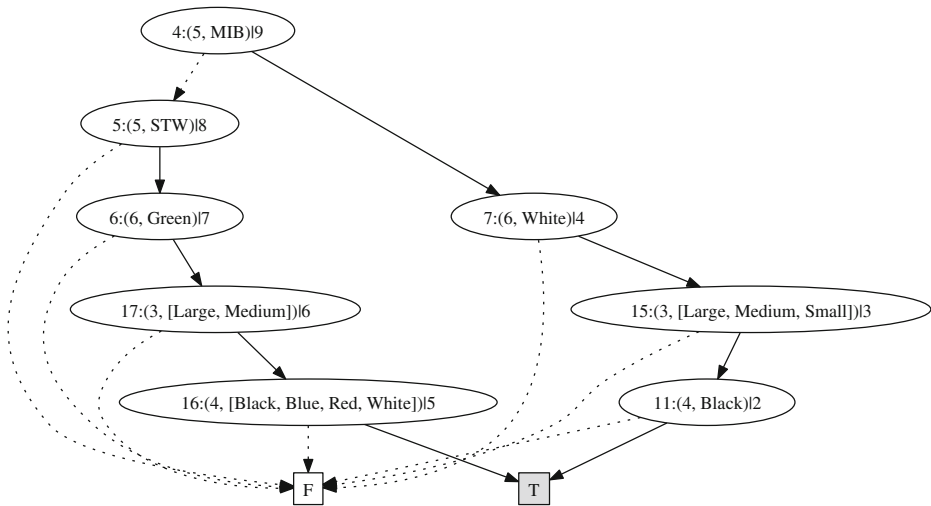 4:(5, MIB)|9
5:(5, STW)|8
6:(6, Green)|7
7:(6, White)|4
17:(3, [Large, Medium])|6
15:(3, [Large, Medium, Small])|3
16:(4, [Black, Blue, Red, White])|5
11:(4, Black)|2
F
T